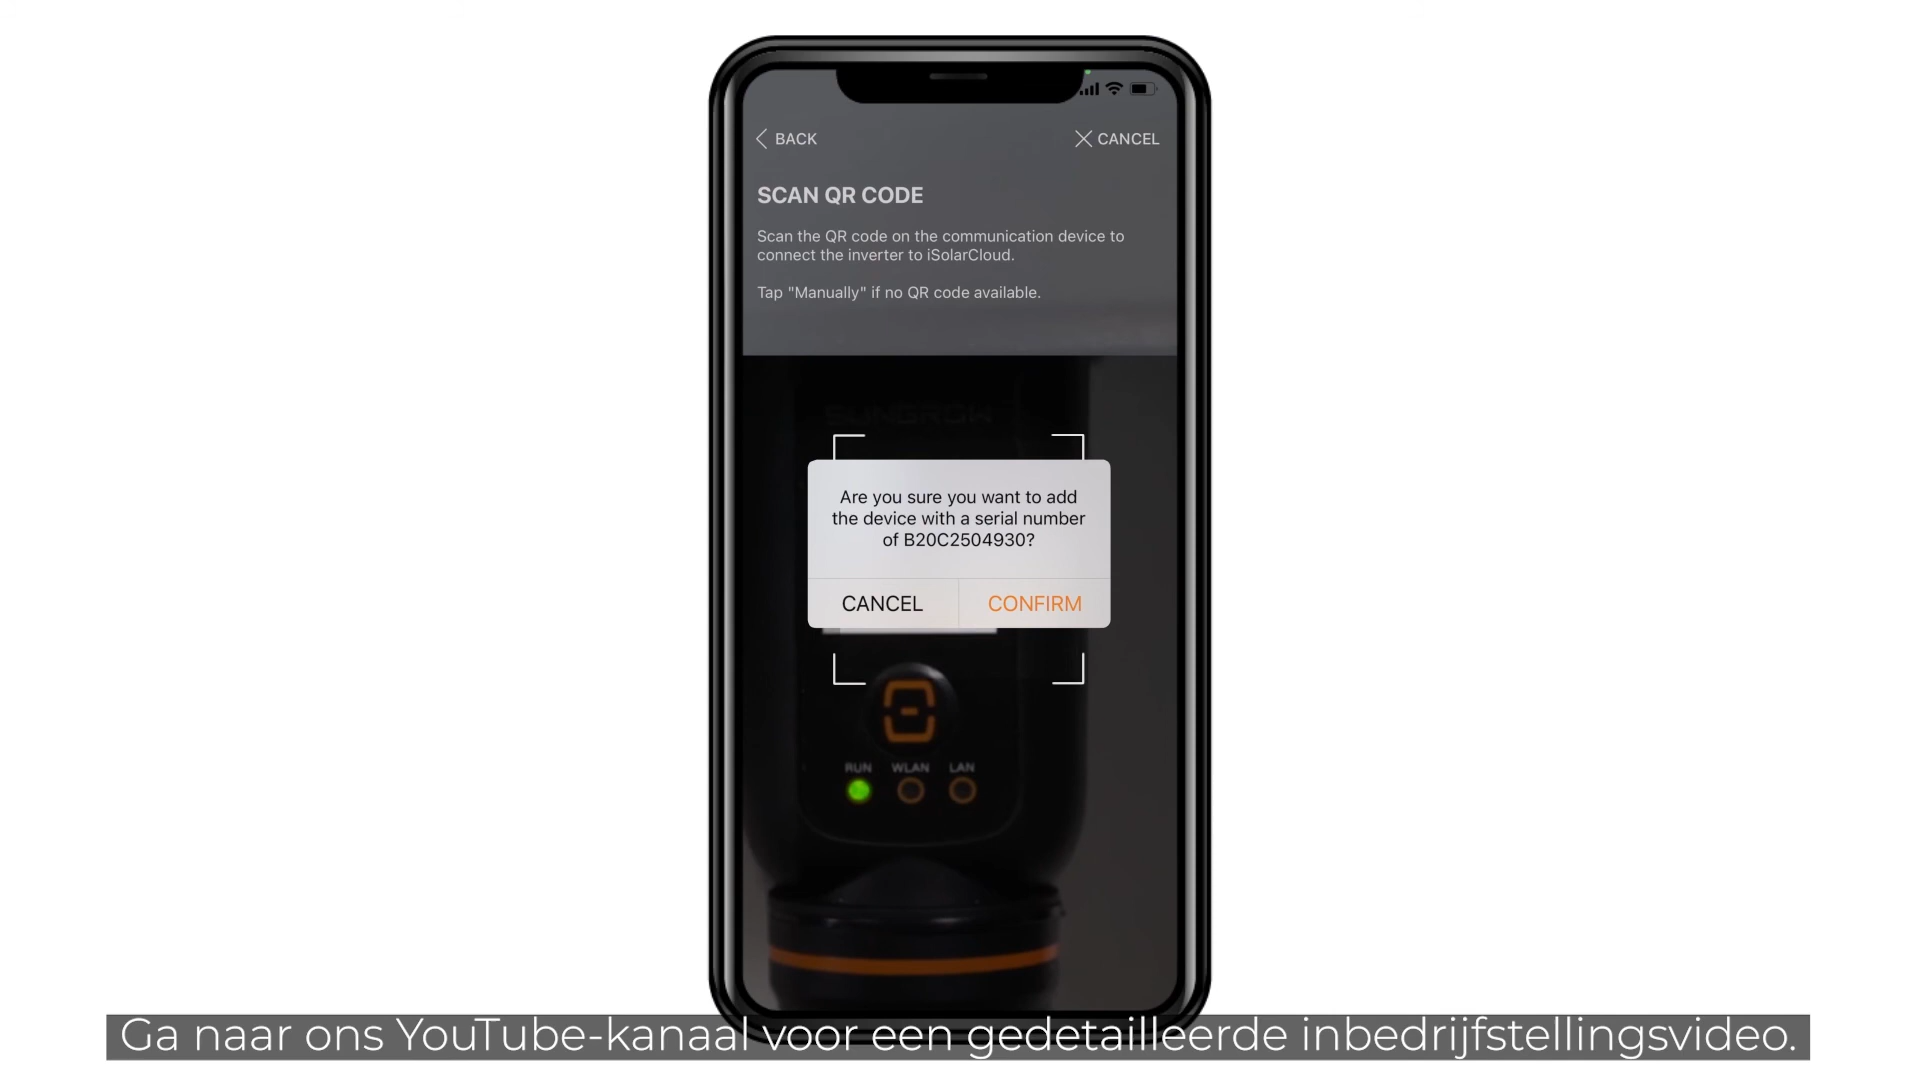 BACK
CANCEL
SCAN QR CODE
Scan the QR code on the communication device to
connect the inverter to iSolarCloud.
Tap "Manually" if no QR code available.
SUNGROW
Are you sure you want to add
the device with a serial number
of B20C2504930?
CANCEL
CONFIRM
RUN WLAN LAN
Ga naar ons YouTube-kanaal voor een gedetailleerde inbedrijfstellingsvideo.